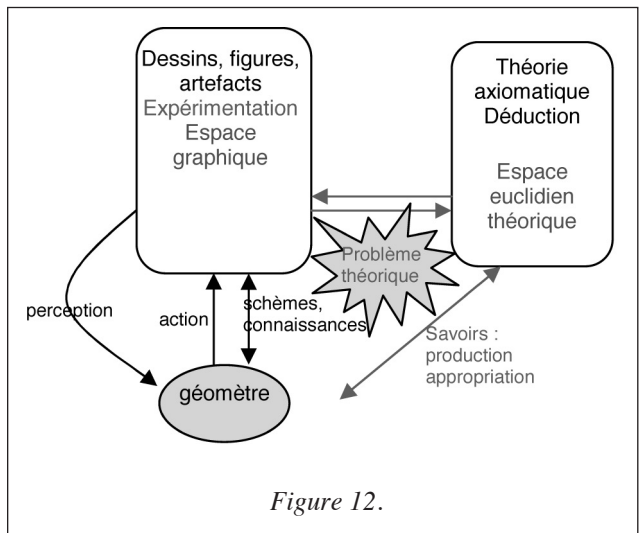 Dessins, figures,
artefacts
Expérimentation
Espace
graphique
Théorie
axiomatique
Déduction
Espace
euclidien
théorique
Problème
théorique
perception
action
schèmes,
connaissances
Savoirs :
production
appropriation
géomètre
Figure 12.